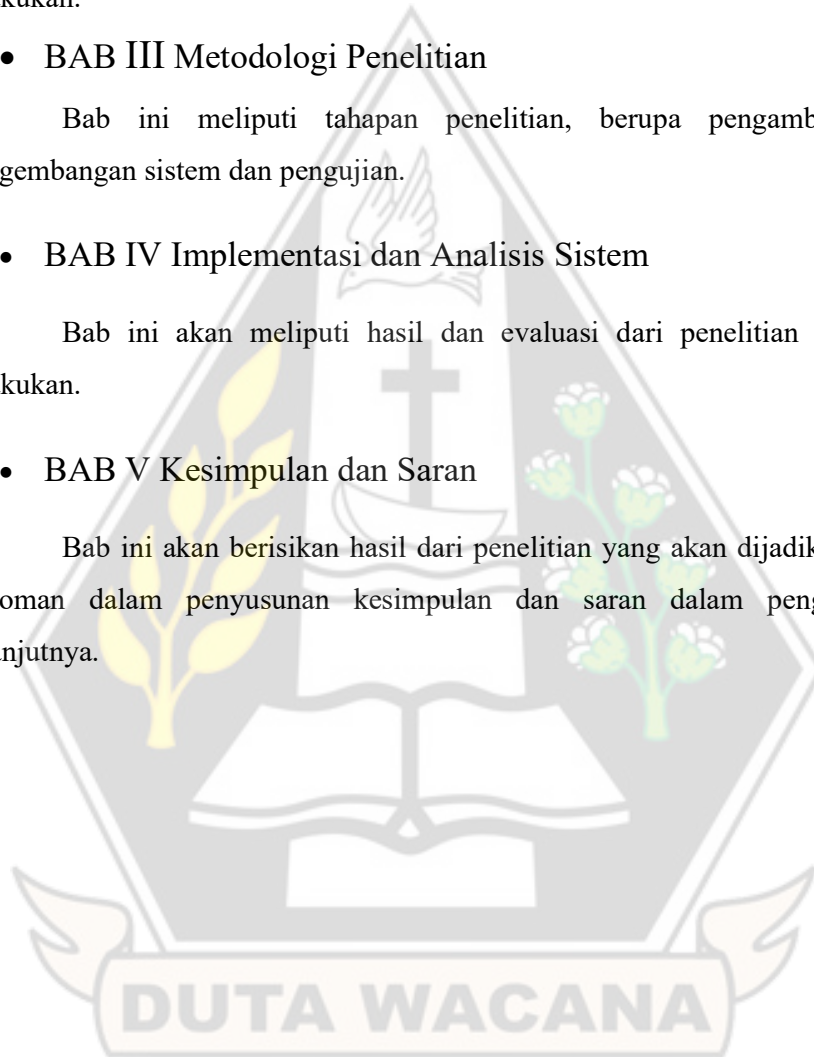 kukan.
• BAB III Metodologi Penelitian
Bab ini meliputi tahapan penelitian, berupa pengamb
gembangan sistem dan pengujian.
• BAB IV Implementasi dan Analisis Sistem
Bab ini akan meliputi hasil dan evaluasi dari penelitian
kukan.
• BAB V Kesimpulan dan Saran
Bab ini akan berisikan hasil dari penelitian yang akan dijadik
oman dalam penyusunan kesimpulan dan saran dalam peng
anjutnya.
DUTA WACANA